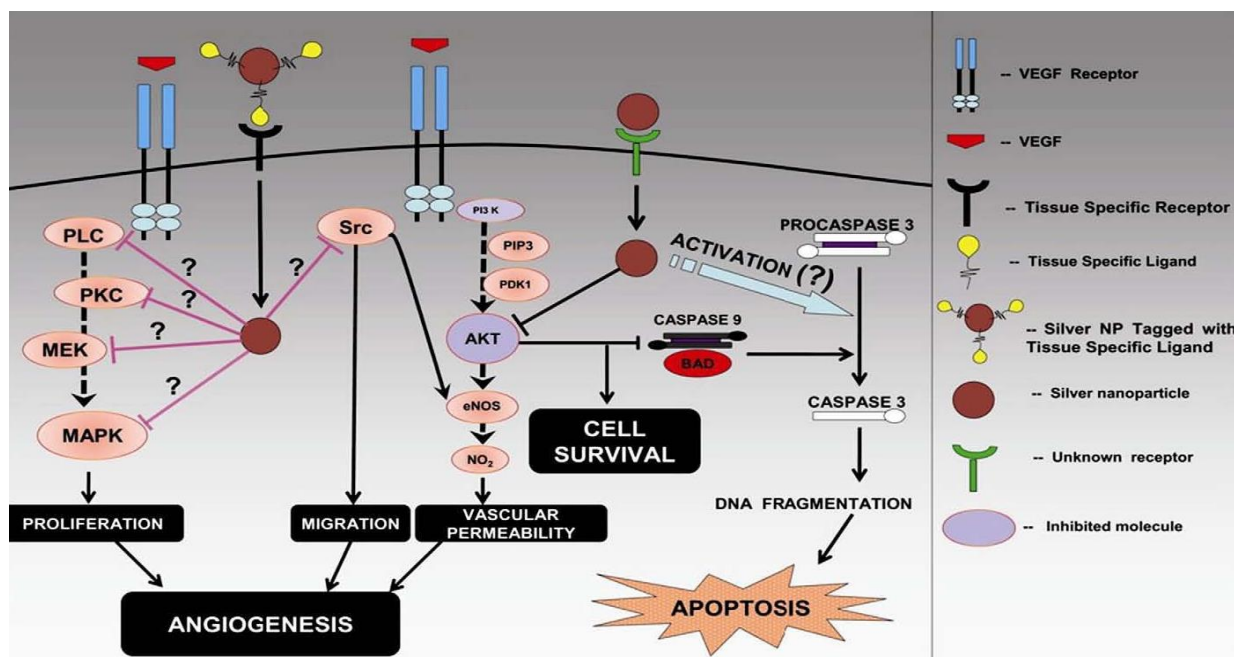 PLC
PKC
MEK
MAPK
?
?
?
?
?
Src
PI3 K
PIP3
PDK1
AKT
eNOS
NO₂
ACTIVATION (?)
PROCASPASE 3
CASPASE 9
BAD
CASPASE 3
CELL
SURVIVAL
DNA FRAGMENTATION
PROLIFERATION
MIGRATION
VASCULAR
PERMEABILITY
ANGIOGENESIS
APOPTOSIS
-- VEGF Receptor
-- VEGF
-- Tissue Specific Receptor
-- Tissue Specific Ligand
-- Silver NP Tagged with
Tissue Specific Ligand
-- Silver nanoparticle
-- Unknown receptor
-- Inhibited molecule